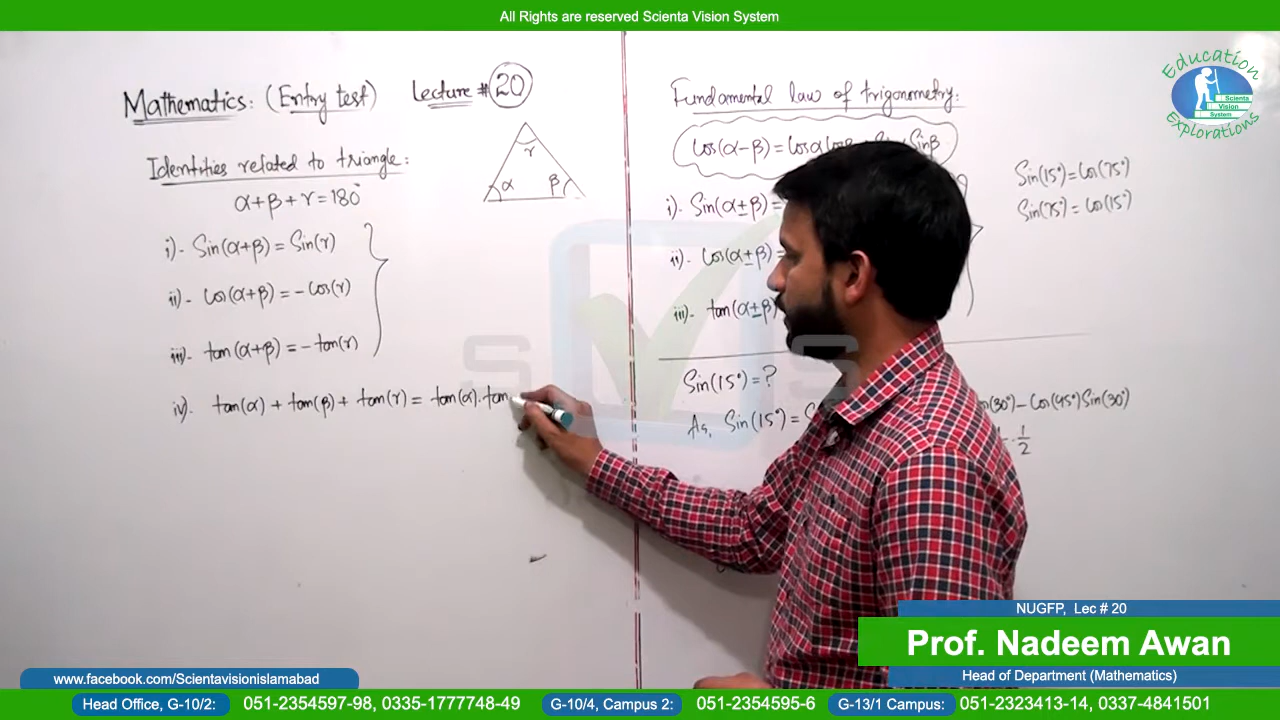 All Rights are reserved Scienta Vision System
Mathematics: (Entry test) Lecture # 20
Identities related to triangle:
α+β+γ=180°
i)- Sin(α+β)=Sin(γ)
ii)- Cos(α+β)=-Cos(γ)
iii)- tan(α+β)=-tan(γ)
iv)- tan(α)+tan(β)+tan(γ)=tan(α).tan
γ
α β
Fundamental law of trigonometry:
Cos(α-β)=Cosα Cosβ Sinβ
i)- Sin(α±β)=
ii)- Cos(α±β)=
iii)- tan(α±β)
Sin(15°)=Cos(75°)
Sin(75°)=Cos(15°)
Sin(15°)=?
As, Sin(15°)=S (30°)-Cos(45°)Sin(30°)
. 1/2
Education
Scienta
Vision
System
Explorations
S S
NUGFP, Lec # 20
Prof. Nadeem Awan
Head of Department (Mathematics)
www.facebook.com/Scientavisionislamabad
Head Office, G-10/2: 051-2354597-98, 0335-1777748-49 G-10/4, Campus 2: 051-2354595-6 G-13/1 Campus: 051-2323413-14, 0337-4841501